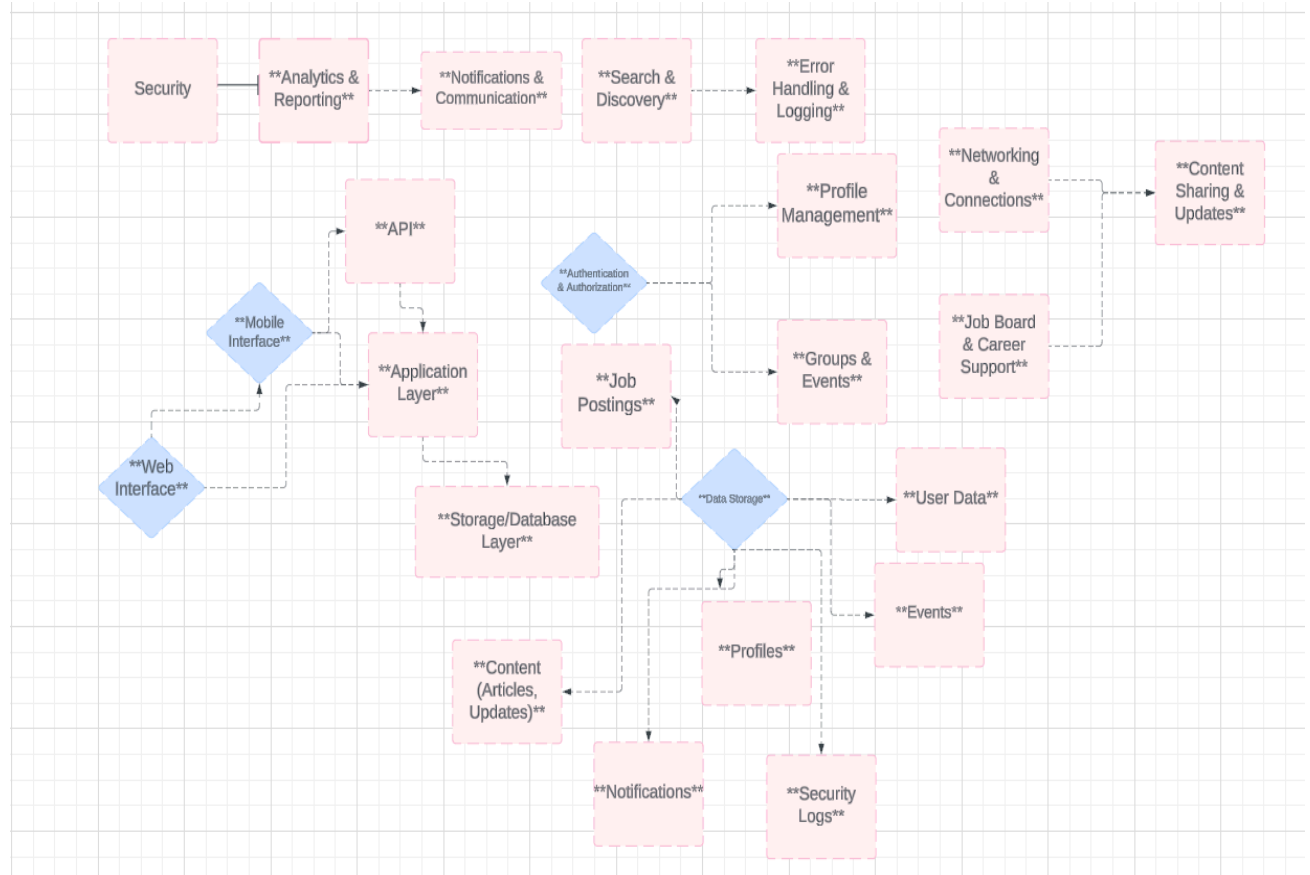 Security
**Analytics &
Reporting**
**Notifications &
Communication**
**Search &
Discovery**
**Error
Handling &
Logging**
**Networking
&
Connections**
**Content
Sharing &
Updates**
**Profile
Management**
**API**
**Authentication
& Authorization**
**Mobile
Interface**
**Application
Layer**
**Job
Postings**
**Groups &
Events**
**Job Board
& Career
Support**
**Web
Interface**
**Storage/Database
Layer**
**Data Storage**
**User Data**
**Events**
**Profiles**
**Content
(Articles,
Updates)**
**Notifications**
**Security
Logs**